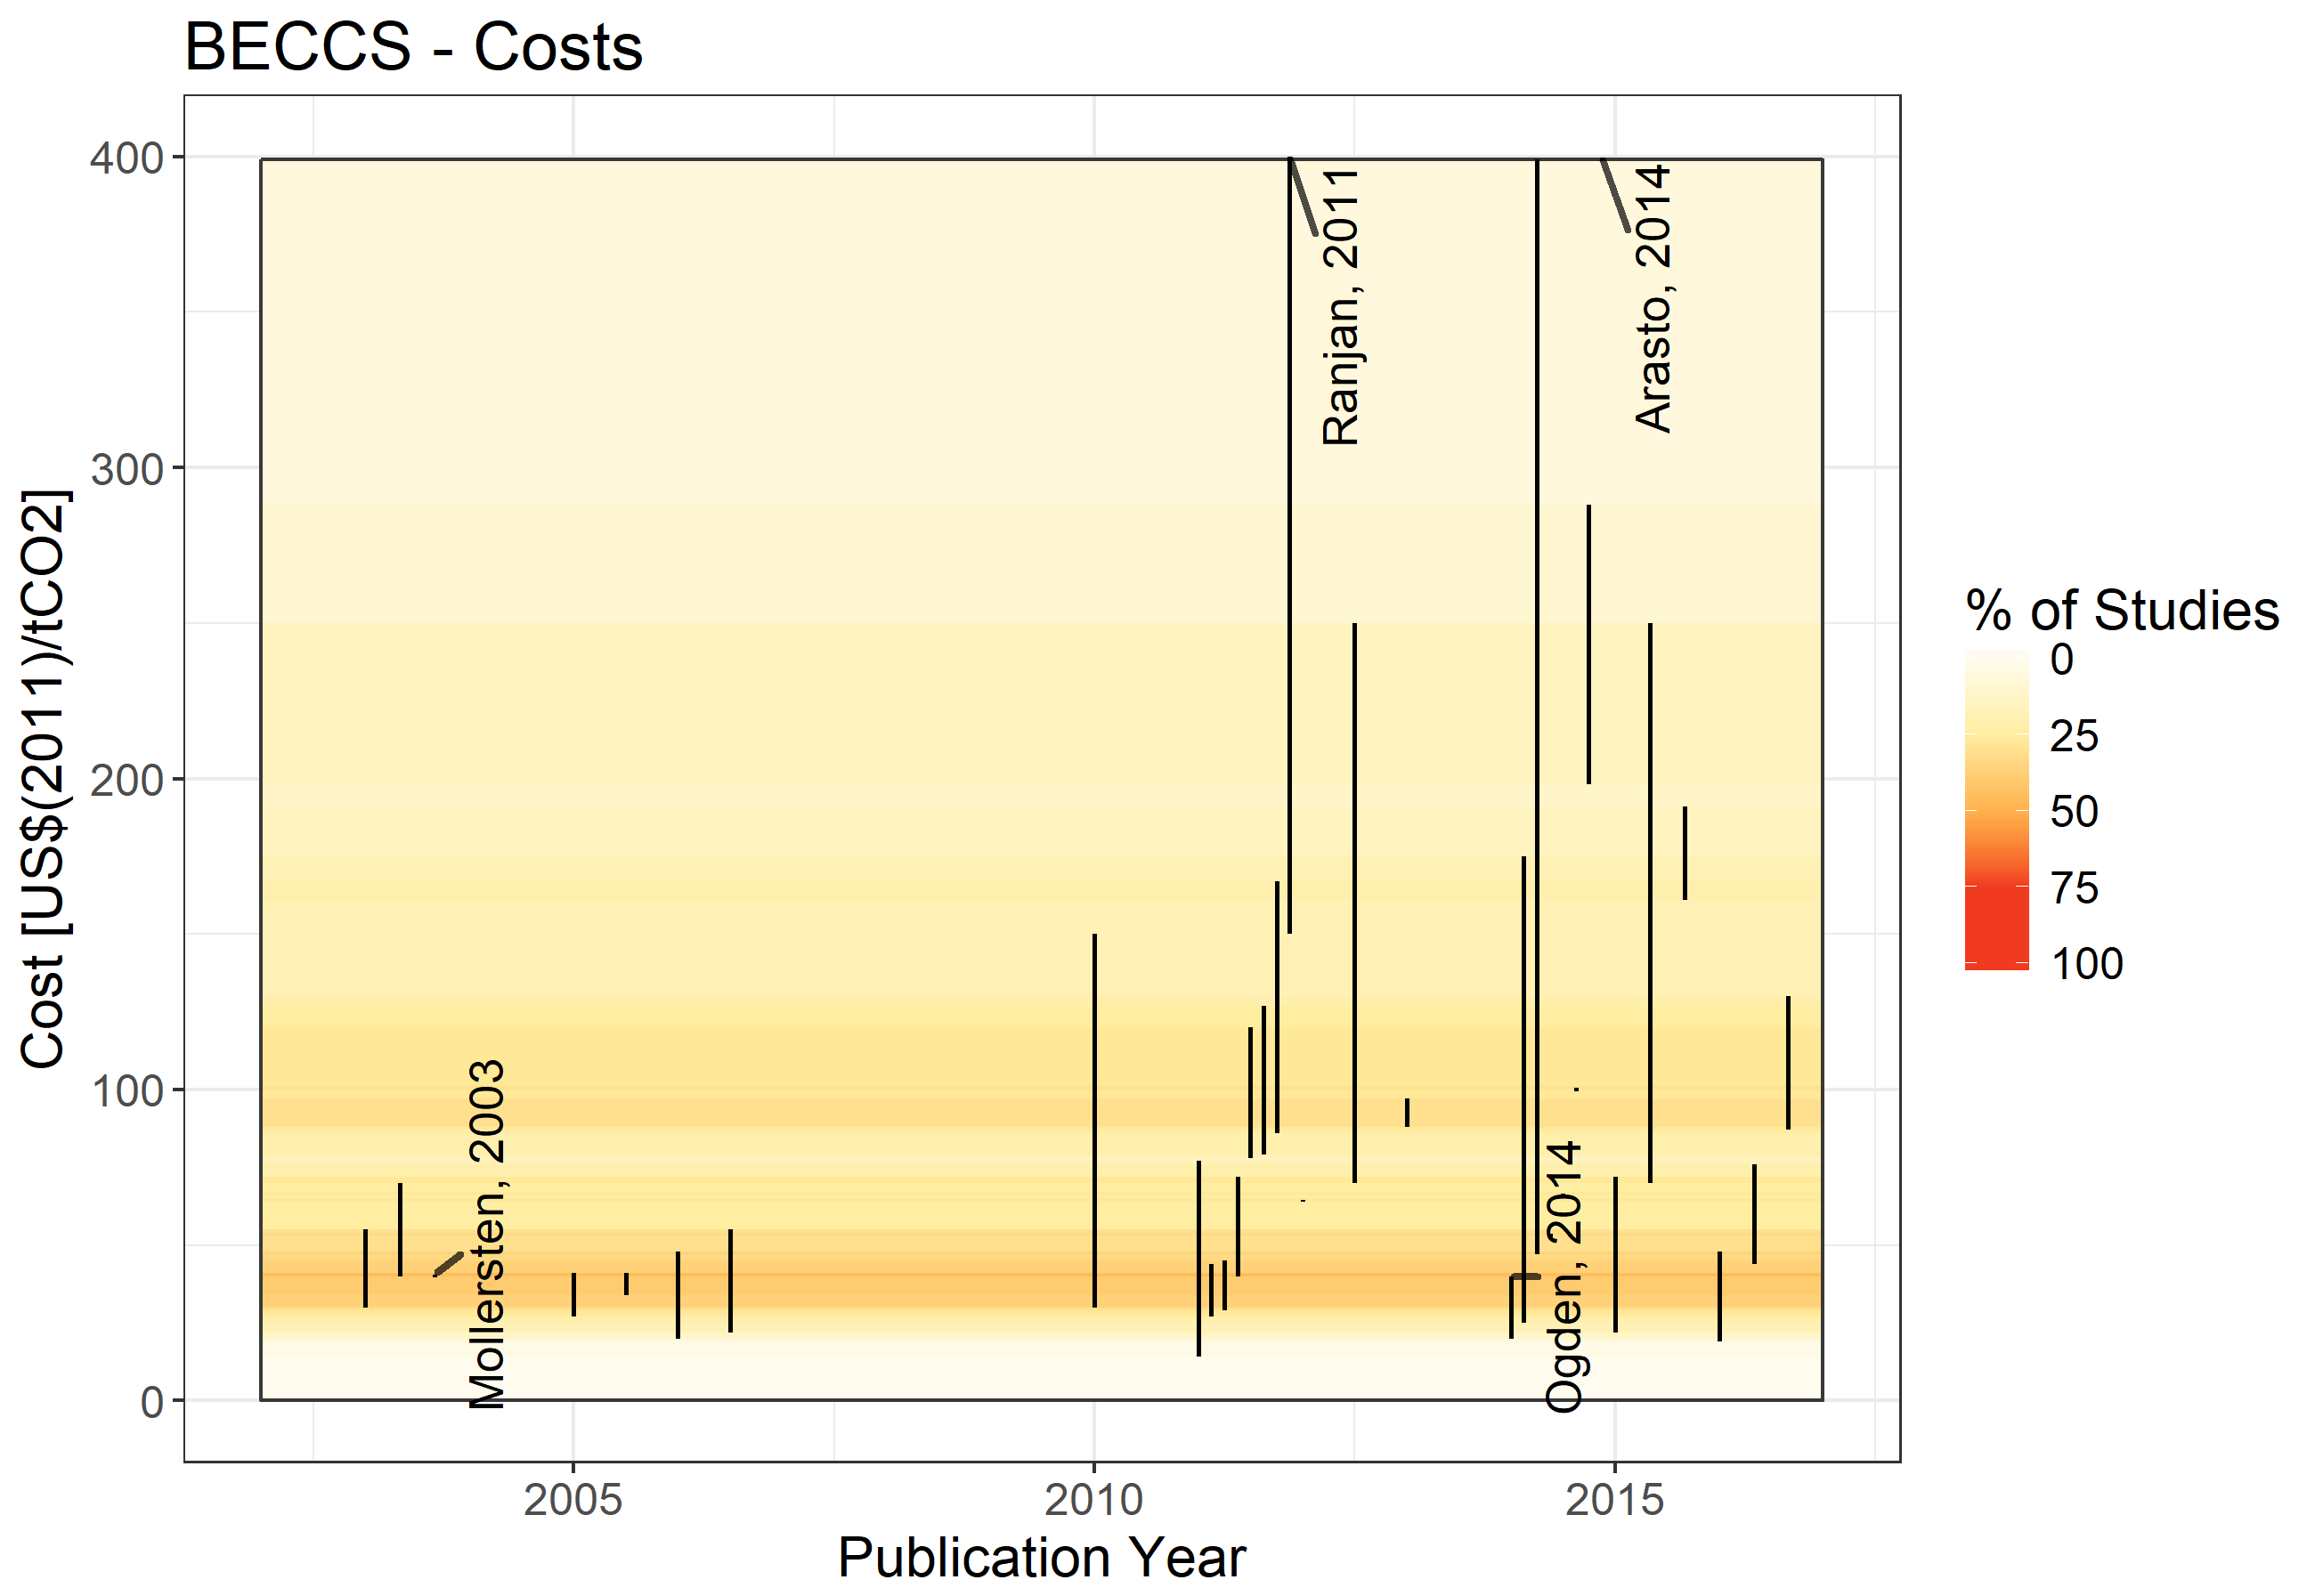 BECCS - Costs
Cost [US$(2011)/tCO2]
400
300
200
100
0
Ranjan, 2011
Arasto, 2014
Mollersten, 2003
Ogden, 2014
2005
2010
2015
Publication Year
% of Studies
0
25
50
75
100